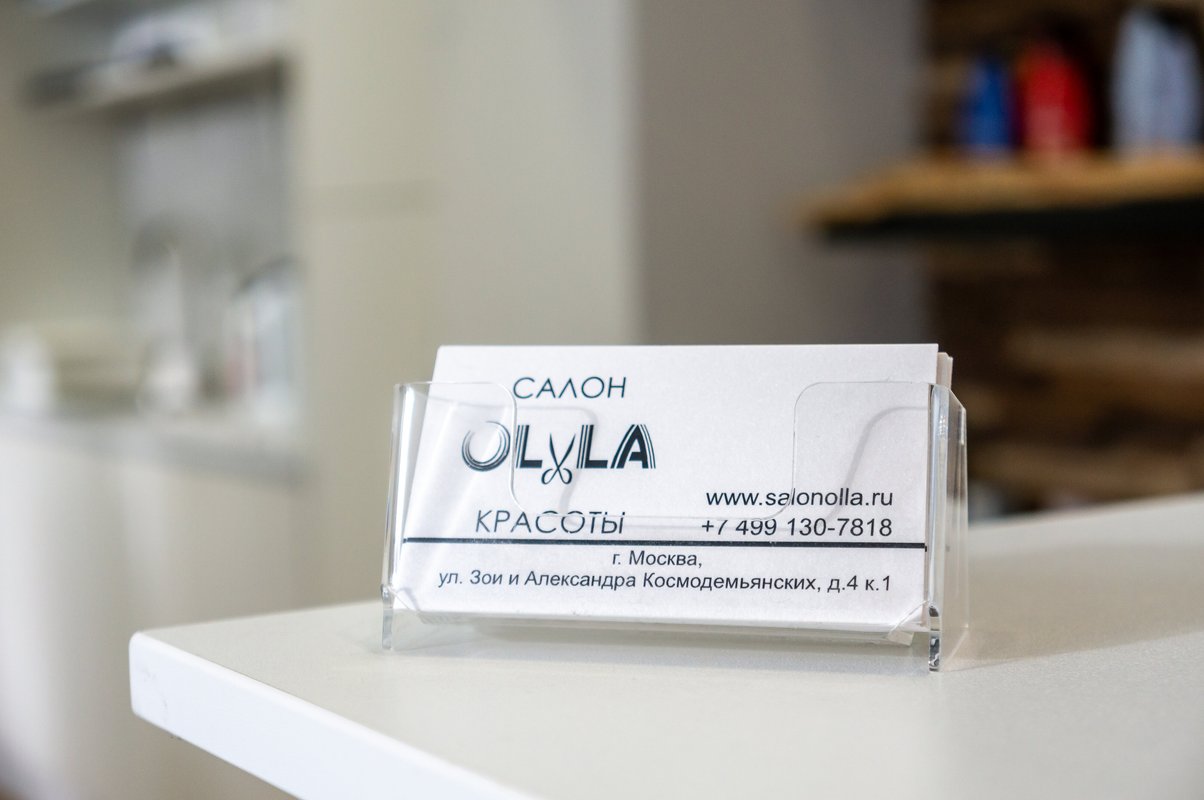 САЛОН
OLLA
КРАСОТЫ
www.salonolla.ru
+7 499 130-7818
г. Москва,
ул. Зои и Александра Космодемьянских, д.4 к.1